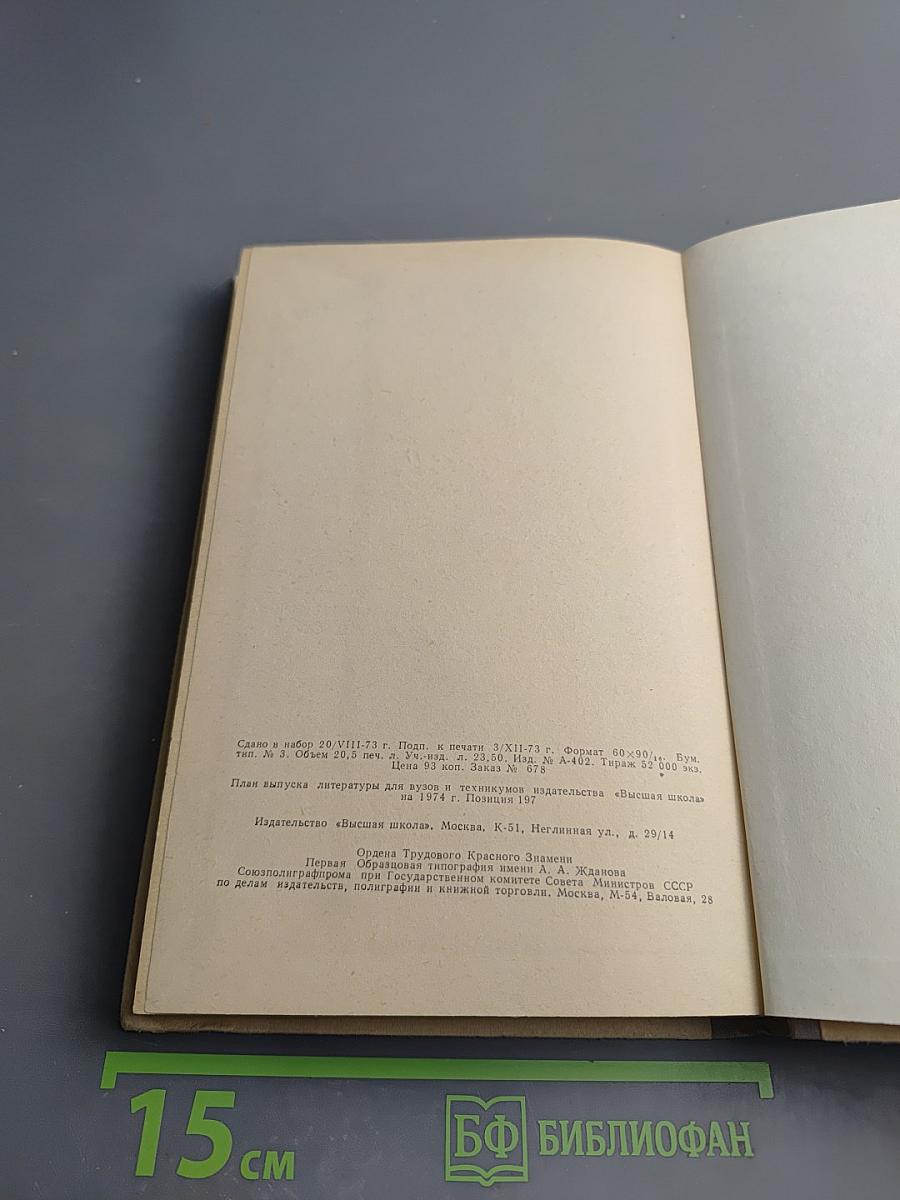 Сдано в набор 20/VIII-73 г. Подп. к печати 3/XII-73 г. Формат 60×90/₁₆. Бум.
тип. № 3. Объем 20,5 печ. л. Уч.-изд. л. 23,50. Изд. № А-402. Тираж 52 000 экз.
Цена 93 коп. Заказ № 678
План выпуска литературы для вузов и техникумов издательства «Высшая школа»
на 1974 г. Позиция 197
Издательство «Высшая школа», Москва, К-51, Неглинная ул., д. 29/14
Ордена Трудового Красного Знамени
Первая Образцовая типография имени А. А. Жданова
Союзполиграфпрома при Государственном комитете Совета Министров СССР
по делам издательств, полиграфии и книжной торговли. Москва, М-54, Валовая, 28
15 см
БФ БИБЛИОФАН